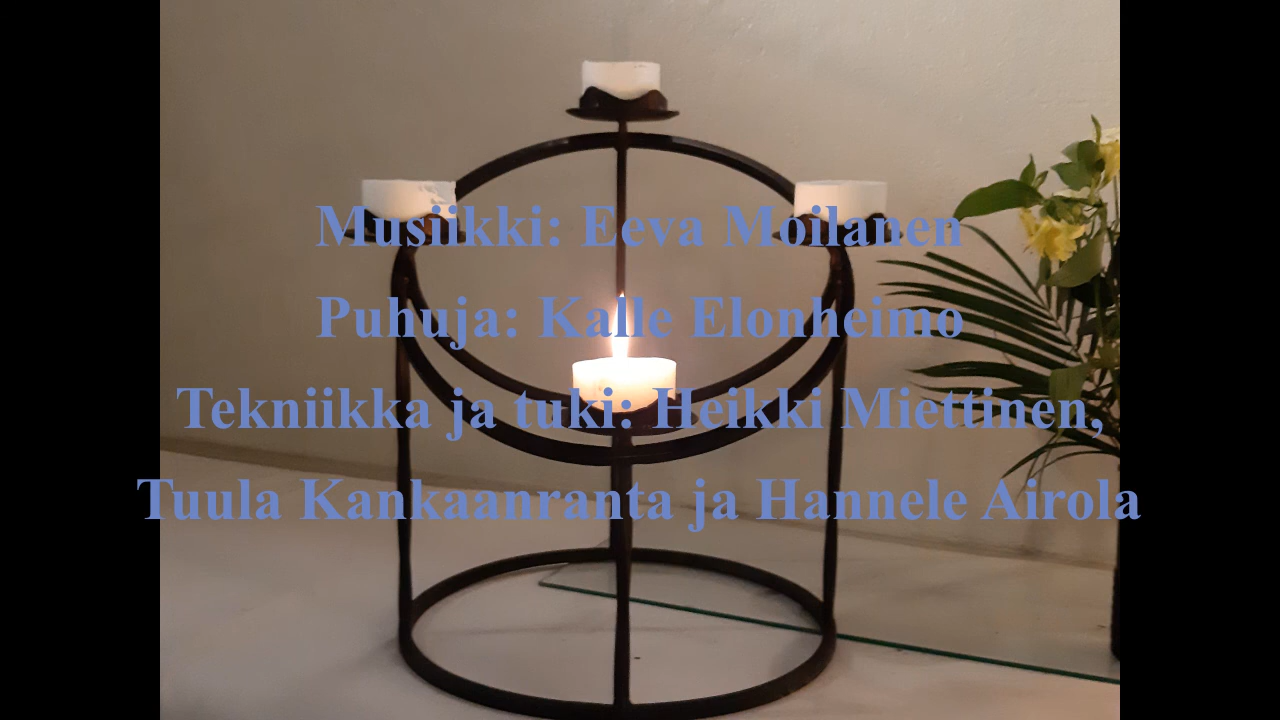 Musiikki: Eeva Moilanen
Puhuja: Kalle Elonheimo
Tekniikka ja tuki: Heikki Miettinen,
Tuula Kankaanranta ja Hannele Airola